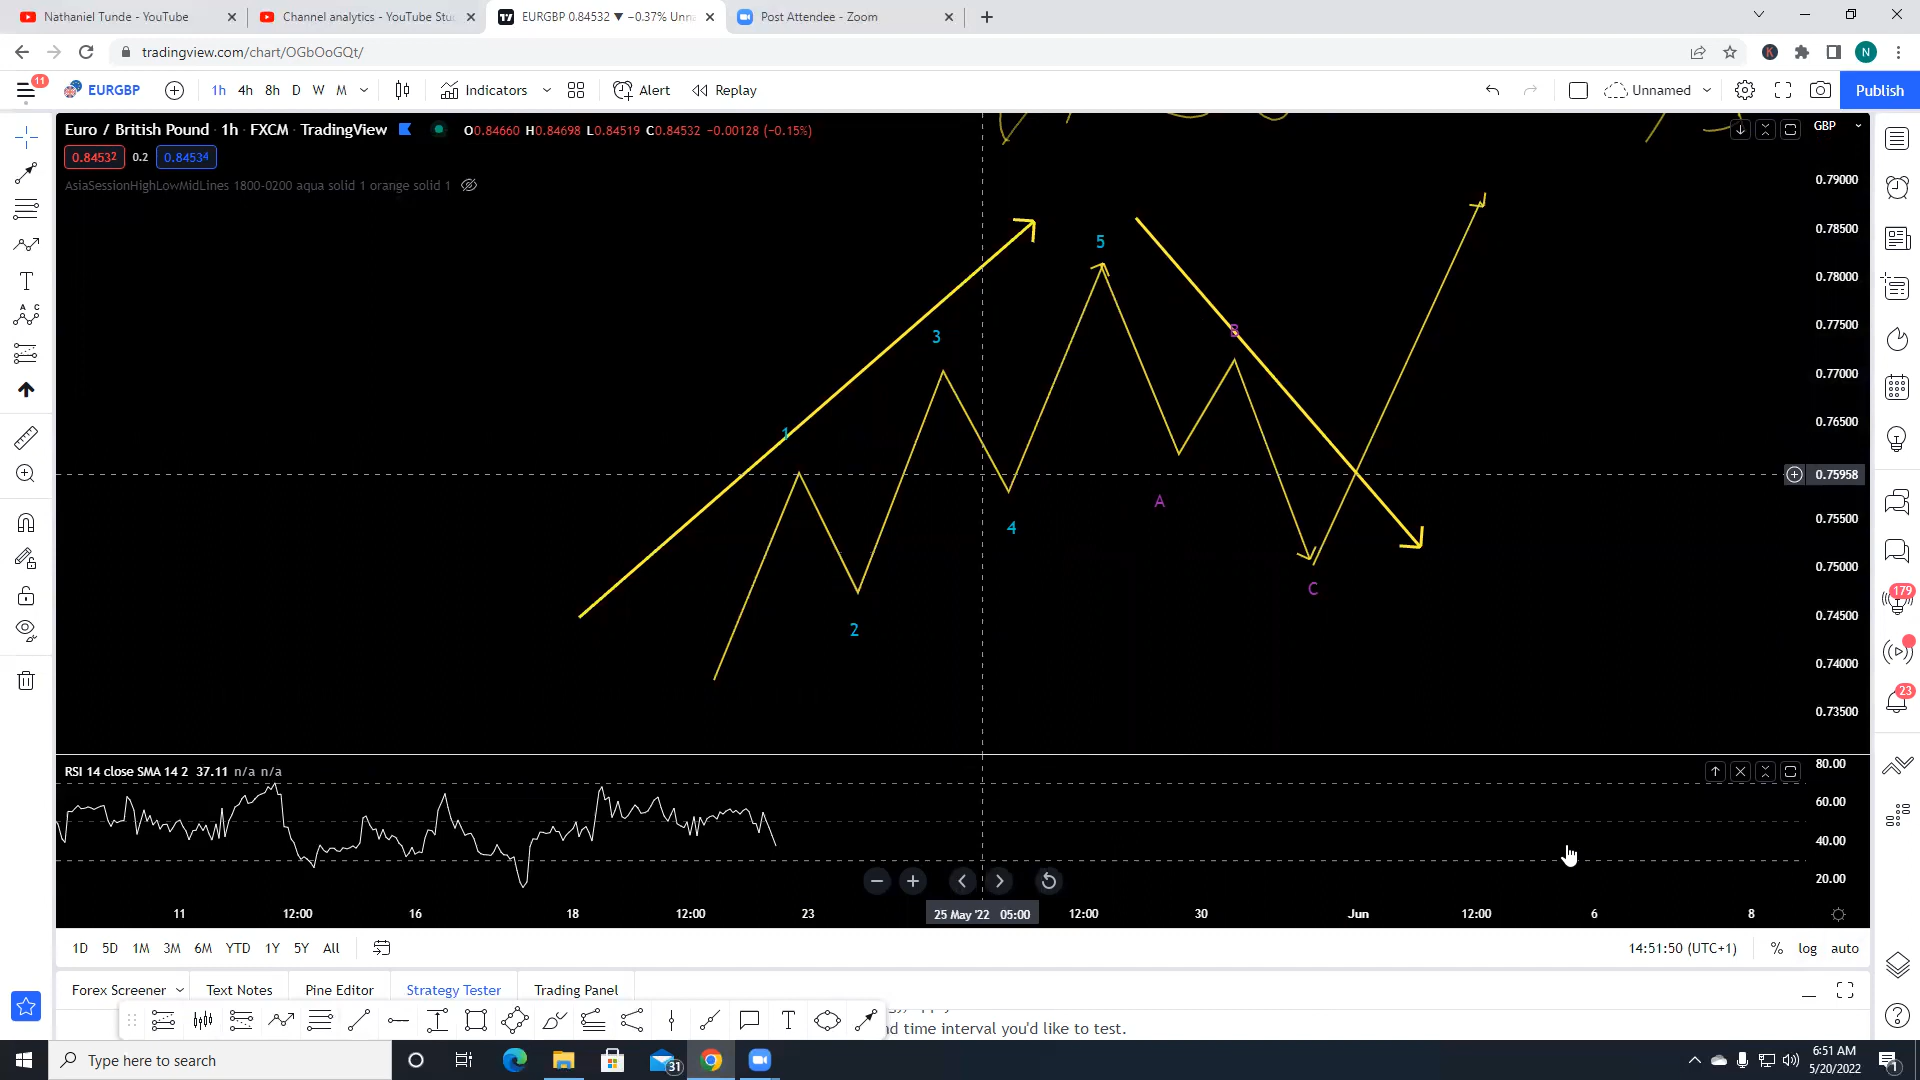 Nathaniel Tunde - YouTube
Channel analytics - YouTube Stu
EURGBP 0.84532 ▼ −0.37% Unna
Post Attendee - Zoom
tradingview.com/chart/OGbOoGQt/
K
N
11
EURGBP
1h 4h 8h D W M
Indicators
Alert
Replay
Unnamed
Publish
Euro / British Pound · 1h · FXCM · TradingView
O0.84660 H0.84698 L0.84519 C0.84532 −0.00128 (−0.15%)
GBP
0.84532 0.2 0.84534
AsiaSessionHighLowMidLines 1800-0200 aqua solid 1 orange solid 1
0.79000
0.78500
0.78000
0.77500
0.77000
0.76500
0.75958
0.75500
0.75000
0.74500
0.74000
0.73500
1
2
3
4
5
A
B
C
179
23
RSI 14 close SMA 14 2 37.11 n/a n/a
80.00
60.00
40.00
20.00
11 12:00 16 18 12:00 23 25 May '22 05:00 12:00 30 Jun 12:00 6 8
1D 5D 1M 3M 6M YTD 1Y 5Y All
14:51:50 (UTC+1) % log auto
Forex Screener Text Notes Pine Editor Strategy Tester Trading Panel
nd time interval you'd like to test.
Type here to search
31
6:51 AM
5/20/2022
1